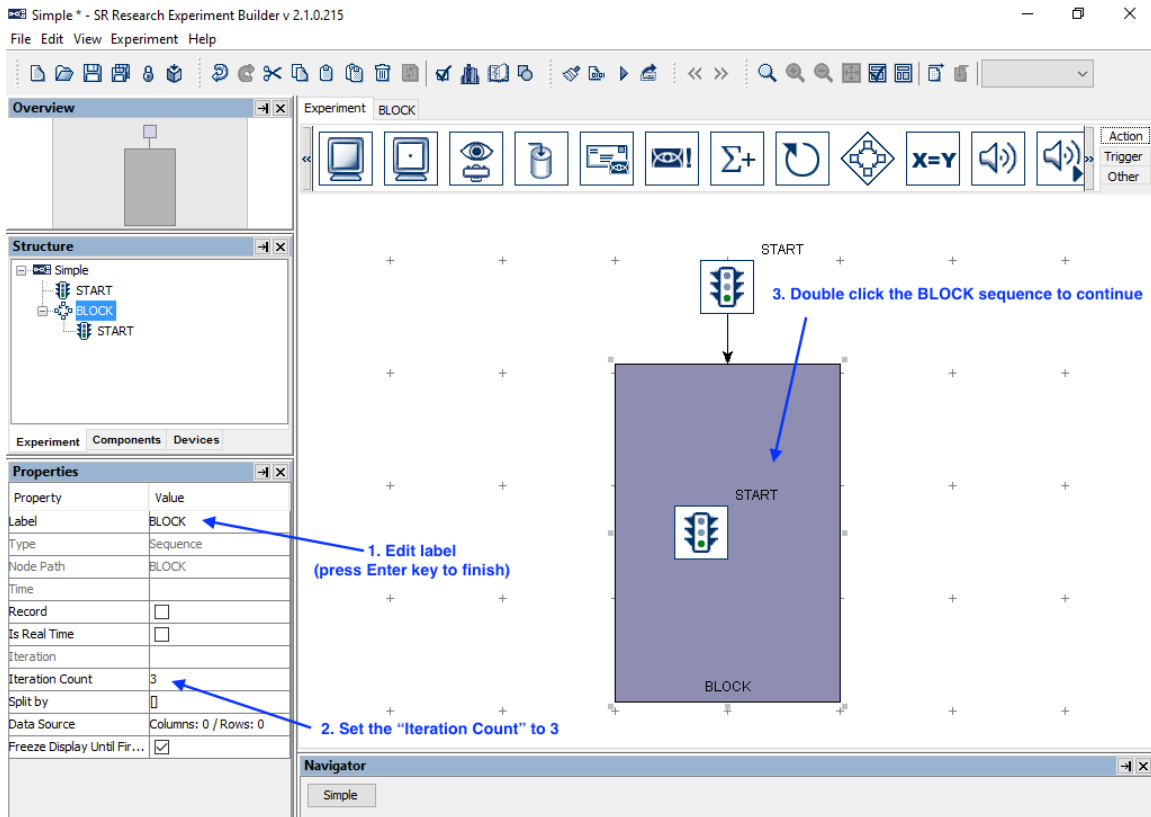 Simple * - SR Research Experiment Builder v 2.1.0.215
File Edit View Experiment Help
Overview
Experiment BLOCK
Σ+
X=Y
Action
Trigger
Other
Structure
Simple
START
BLOCK
START
Experiment Components Devices
START
3. Double click the BLOCK sequence to continue
START
BLOCK
Properties
Property Value
Label BLOCK
Type Sequence
Node Path BLOCK
Time
Record
Is Real Time
Iteration
Iteration Count 3
Split by []
Data Source Columns: 0 / Rows: 0
Freeze Display Until Fir...
1. Edit label
(press Enter key to finish)
2. Set the “Iteration Count” to 3
Navigator
Simple